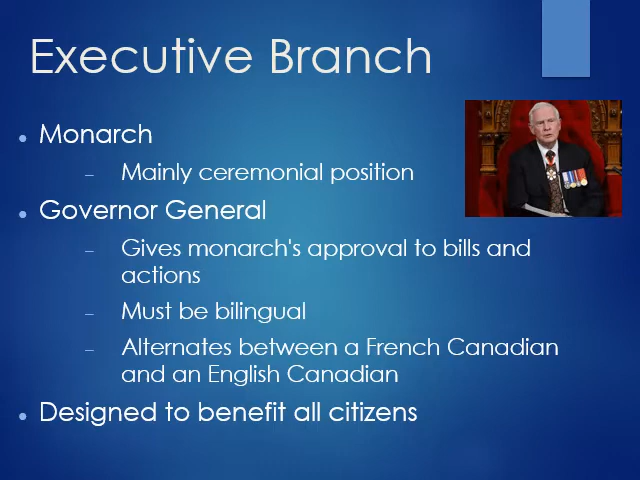 Executive Branch
Monarch
– Mainly ceremonial position
Governor General
– Gives monarch's approval to bills and
actions
– Must be bilingual
– Alternates between a French Canadian
and an English Canadian
Designed to benefit all citizens